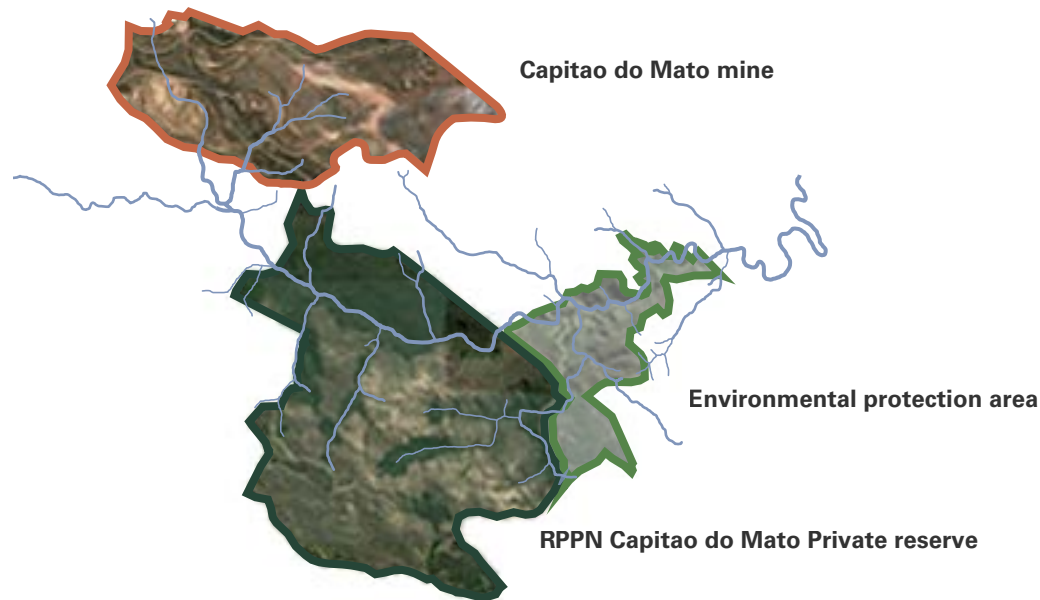 Capitao do Mato mine
Environmental protection area
RPPN Capitao do Mato Private reserve